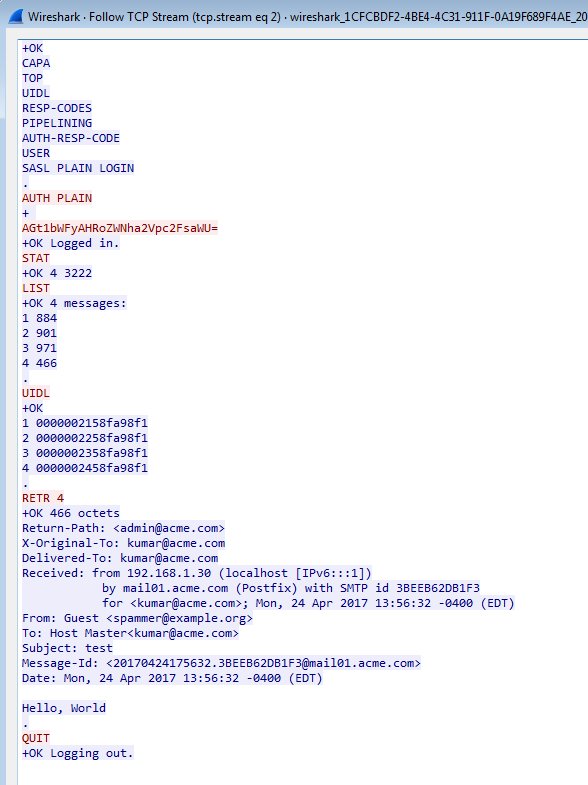 Wireshark · Follow TCP Stream (tcp.stream eq 2) · wireshark_1CFCBDF2-4BE4-4C31-911F-0A19F689F4AE_20
+OK
CAPA
TOP
UIDL
RESP-CODES
PIPELINING
AUTH-RESP-CODE
USER
SASL PLAIN LOGIN
.
AUTH PLAIN
+
AGt1bWFyAHRoZWNha2Vpc2FsaWU=
+OK Logged in.
STAT
+OK 4 3222
LIST
+OK 4 messages:
1 884
2 901
3 971
4 466
.
UIDL
+OK
1 0000002158fa98f1
2 0000002258fa98f1
3 0000002358fa98f1
4 0000002458fa98f1
.
RETR 4
+OK 466 octets
Return-Path: <admin@acme.com>
X-Original-To: kumar@acme.com
Delivered-To: kumar@acme.com
Received: from 192.168.1.30 (localhost [IPv6:::1])
by mail01.acme.com (Postfix) with SMTP id 3BEEB62DB1F3
for <kumar@acme.com>; Mon, 24 Apr 2017 13:56:32 -0400 (EDT)
From: Guest <spammer@example.org>
To: Host Master<kumar@acme.com>
Subject: test
Message-Id: <20170424175632.3BEEB62DB1F3@mail01.acme.com>
Date: Mon, 24 Apr 2017 13:56:32 -0400 (EDT)
Hello, World
.
QUIT
+OK Logging out.